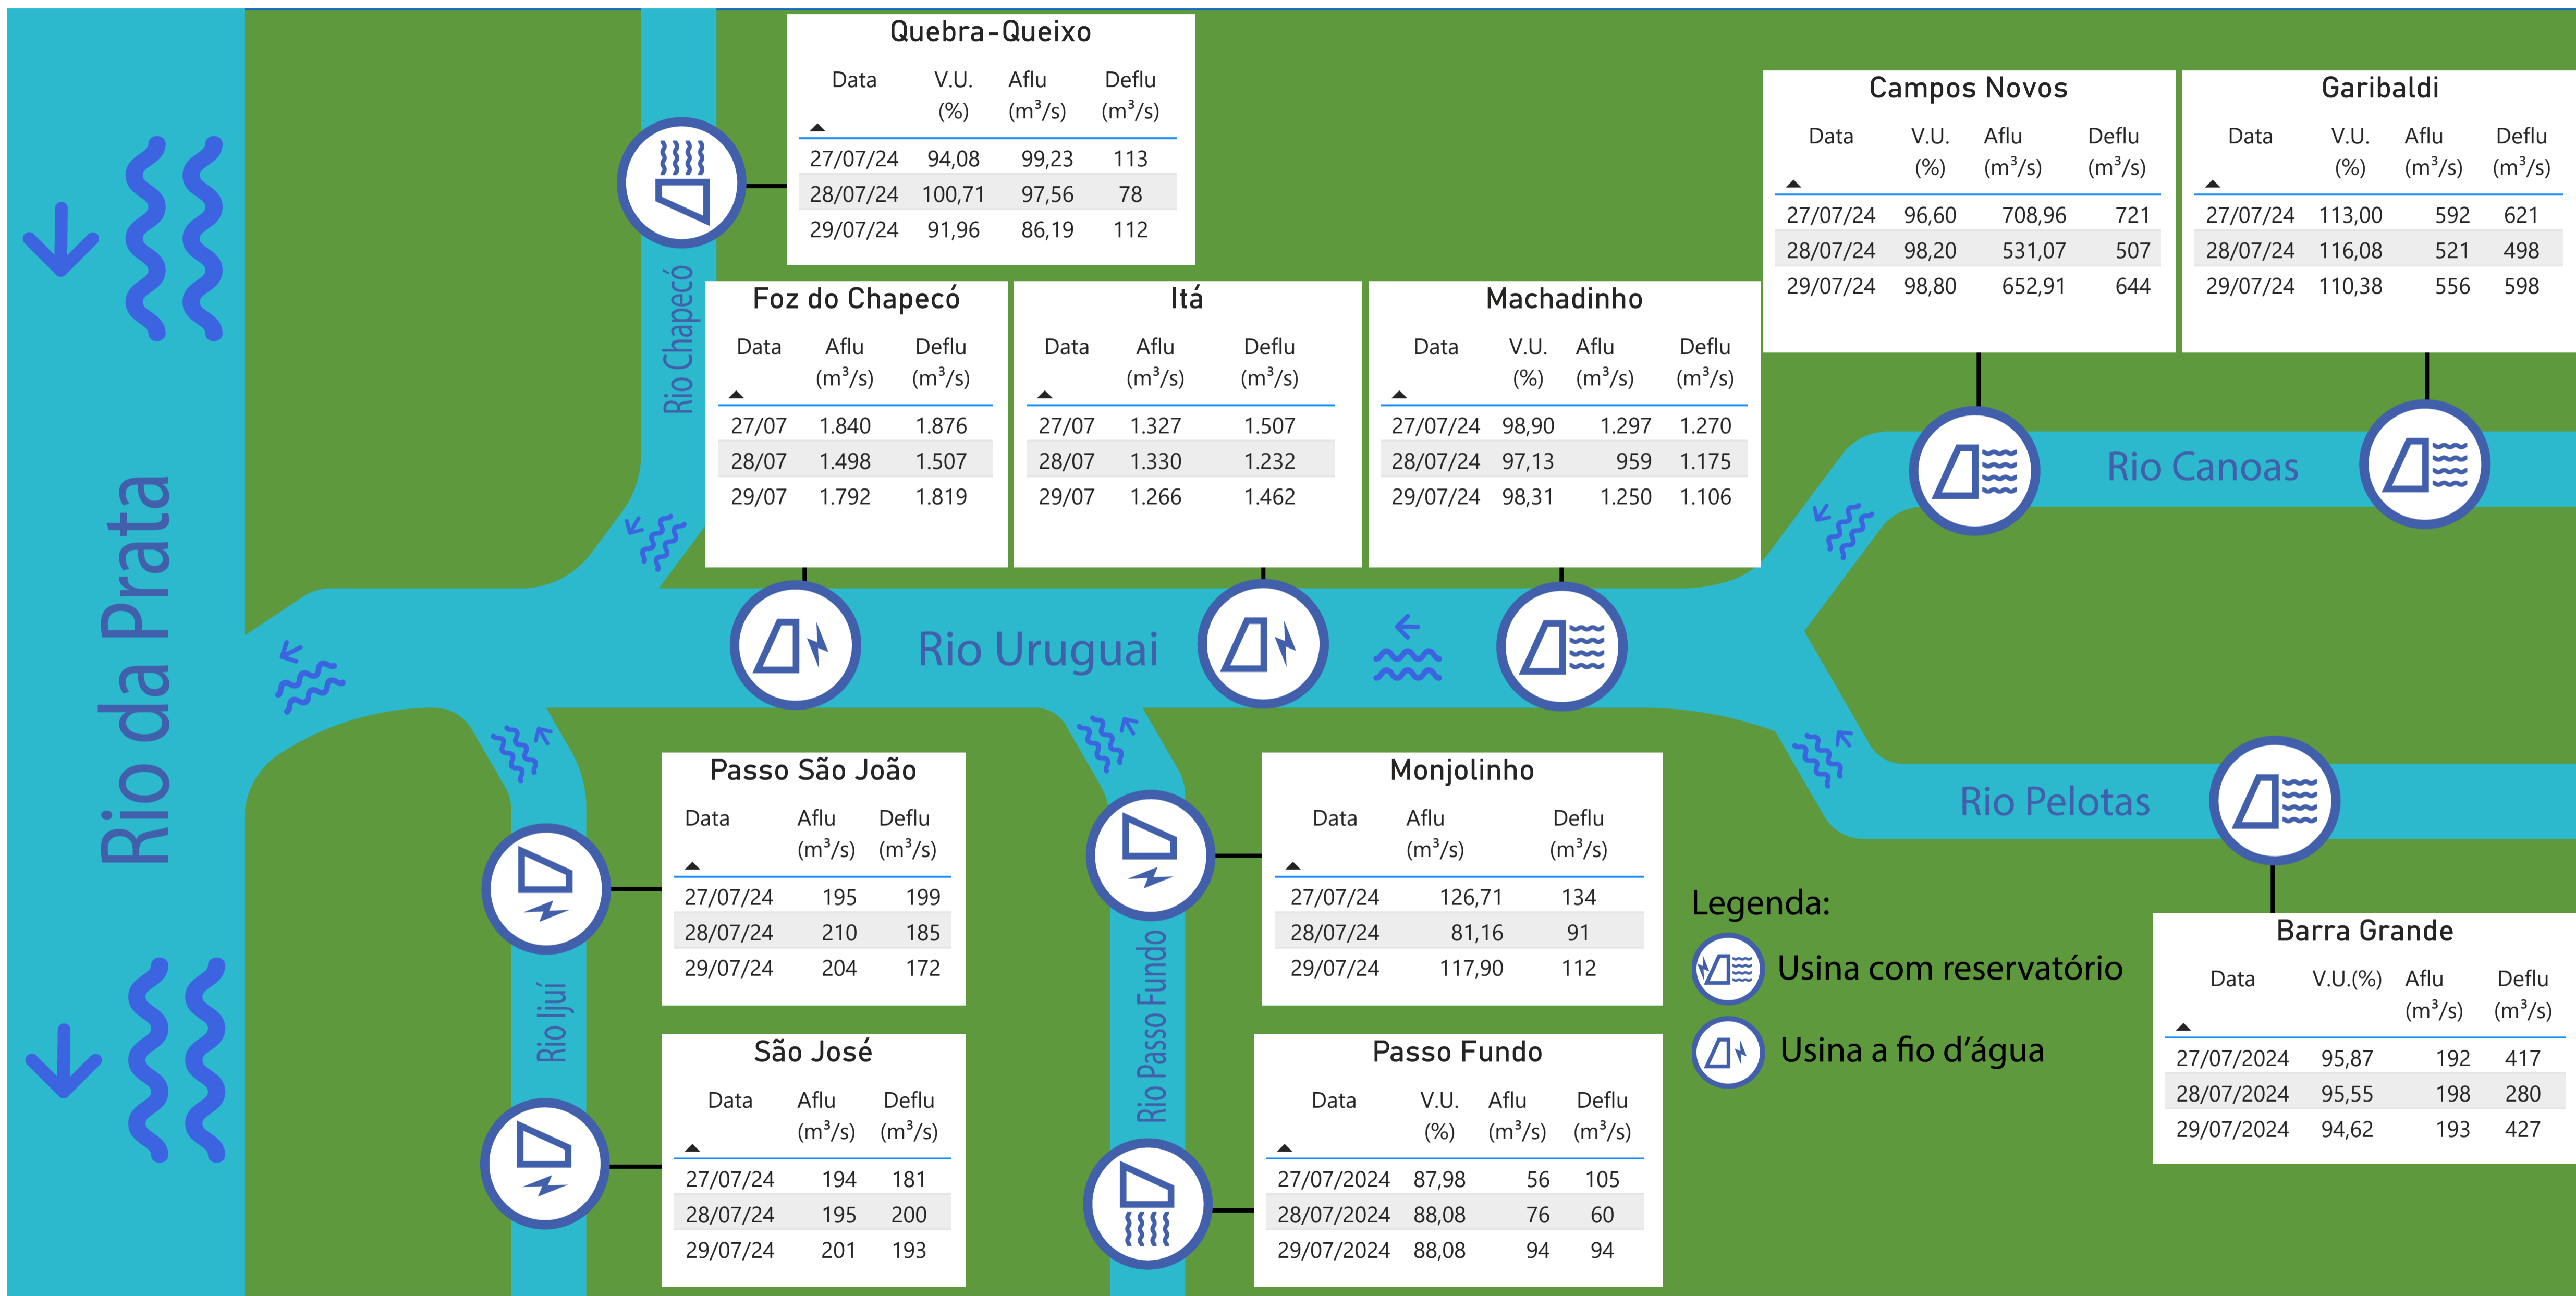 Quebra-Queixo
Data V.U. (%) Aflu (m³/s) Deflu (m³/s)
27/07/24 94,08 99,23 113
28/07/24 100,71 97,56 78
29/07/24 91,96 86,19 112
Campos Novos
Data V.U. (%) Aflu (m³/s) Deflu (m³/s)
27/07/24 96,60 708,96 721
28/07/24 98,20 531,07 507
29/07/24 98,80 652,91 644
Garibaldi
Data V.U. (%) Aflu (m³/s) Deflu (m³/s)
27/07/24 113,00 592 621
28/07/24 116,08 521 498
29/07/24 110,38 556 598
Rio Chapecó
Foz do Chapecó
Data Aflu (m³/s) Deflu (m³/s)
27/07 1.840 1.876
28/07 1.498 1.507
29/07 1.792 1.819
Itá
Data Aflu (m³/s) Deflu (m³/s)
27/07 1.327 1.507
28/07 1.330 1.232
29/07 1.266 1.462
Machadinho
Data V.U. (%) Aflu (m³/s) Deflu (m³/s)
27/07/24 98,90 1.297 1.270
28/07/24 97,13 959 1.175
29/07/24 98,31 1.250 1.106
Rio Canoas
Rio da Prata
Rio Uruguai
Rio Pelotas
Passo São João
Data Aflu (m³/s) Deflu (m³/s)
27/07/24 195 199
28/07/24 210 185
29/07/24 204 172
Monjolinho
Data Aflu (m³/s) Deflu (m³/s)
27/07/24 126,71 134
28/07/24 81,16 91
29/07/24 117,90 112
Rio Ijuí
Rio Passo Fundo
São José
Data Aflu (m³/s) Deflu (m³/s)
27/07/24 194 181
28/07/24 195 200
29/07/24 201 193
Passo Fundo
Data V.U. (%) Aflu (m³/s) Deflu (m³/s)
27/07/2024 87,98 56 105
28/07/2024 88,08 76 60
29/07/2024 88,08 94 94
Legenda:
Usina com reservatório
Usina a fio d'água
Barra Grande
Data V.U.(%) Aflu (m³/s) Deflu (m³/s)
27/07/2024 95,87 192 417
28/07/2024 95,55 198 280
29/07/2024 94,62 193 427